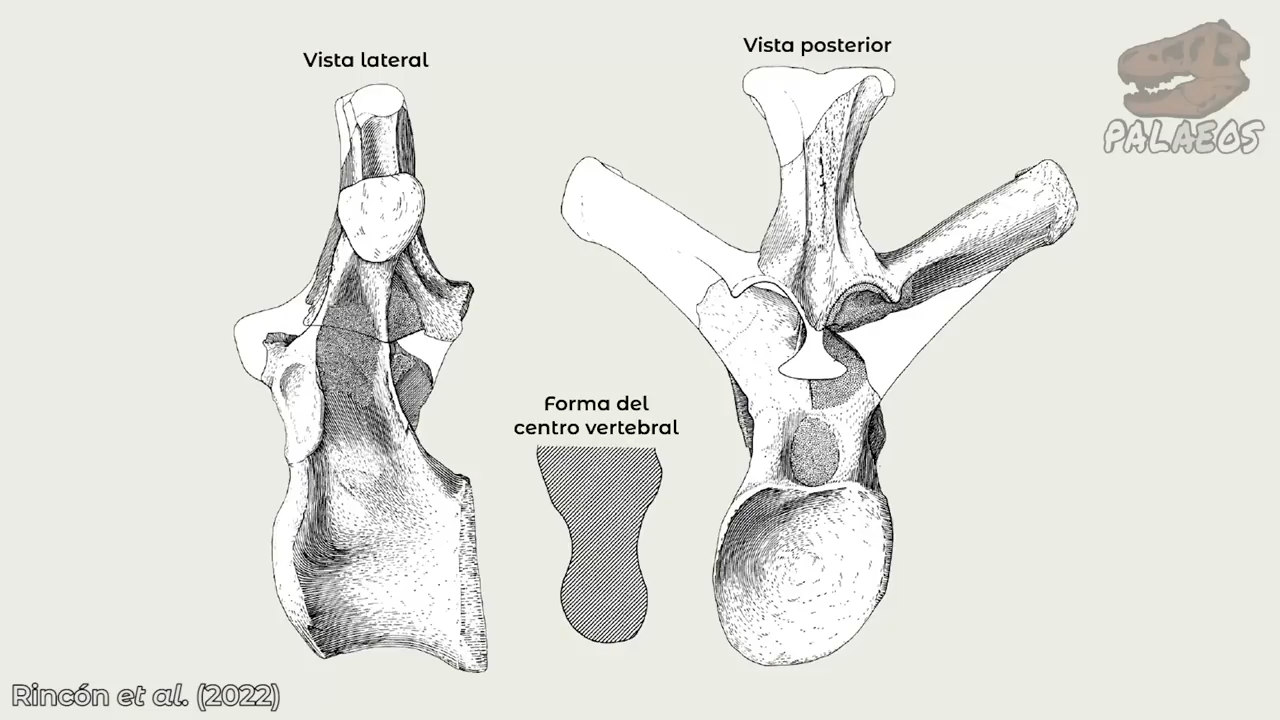 Vista lateral
Vista posterior
PALAEOS
Forma del
centro vertebral
Rincón et al. (2022)